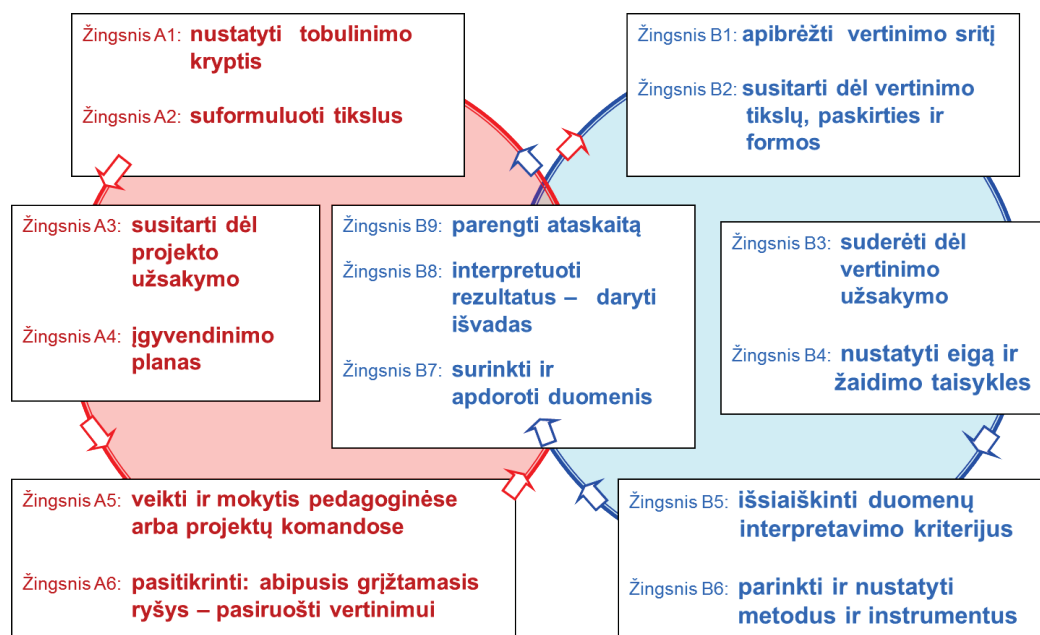 Žingsnis A1: nustatyti tobulinimo
kryptis
Žingsnis A2: suformuluoti tikslus
Žingsnis B1: apibrėžti vertinimo sritį
Žingsnis B2: susitarti dėl vertinimo
tikslų, paskirties ir
formos
Žingsnis A3: susitarti dėl
projekto
užsakymo
Žingsnis A4: įgyvendinimo
planas
Žingsnis B9: parengti ataskaitą
Žingsnis B8: interpretuoti
rezultatus – daryti
išvadas
Žingsnis B7: surinkti ir
apdoroti duomenis
Žingsnis B3: suderėti dėl
vertinimo
užsakymo
Žingsnis B4: nustatyti eigą ir
žaidimo taisykles
Žingsnis A5: veikti ir mokytis pedagoginėse
arba projektų komandose
Žingsnis A6: pasitikrinti: abipusis grįžtamasis
ryšys – pasiruošti vertinimui
Žingsnis B5: išsiaiškinti duomenų
interpretavimo kriterijus
Žingsnis B6: parinkti ir nustatyti
metodus ir instrumentus